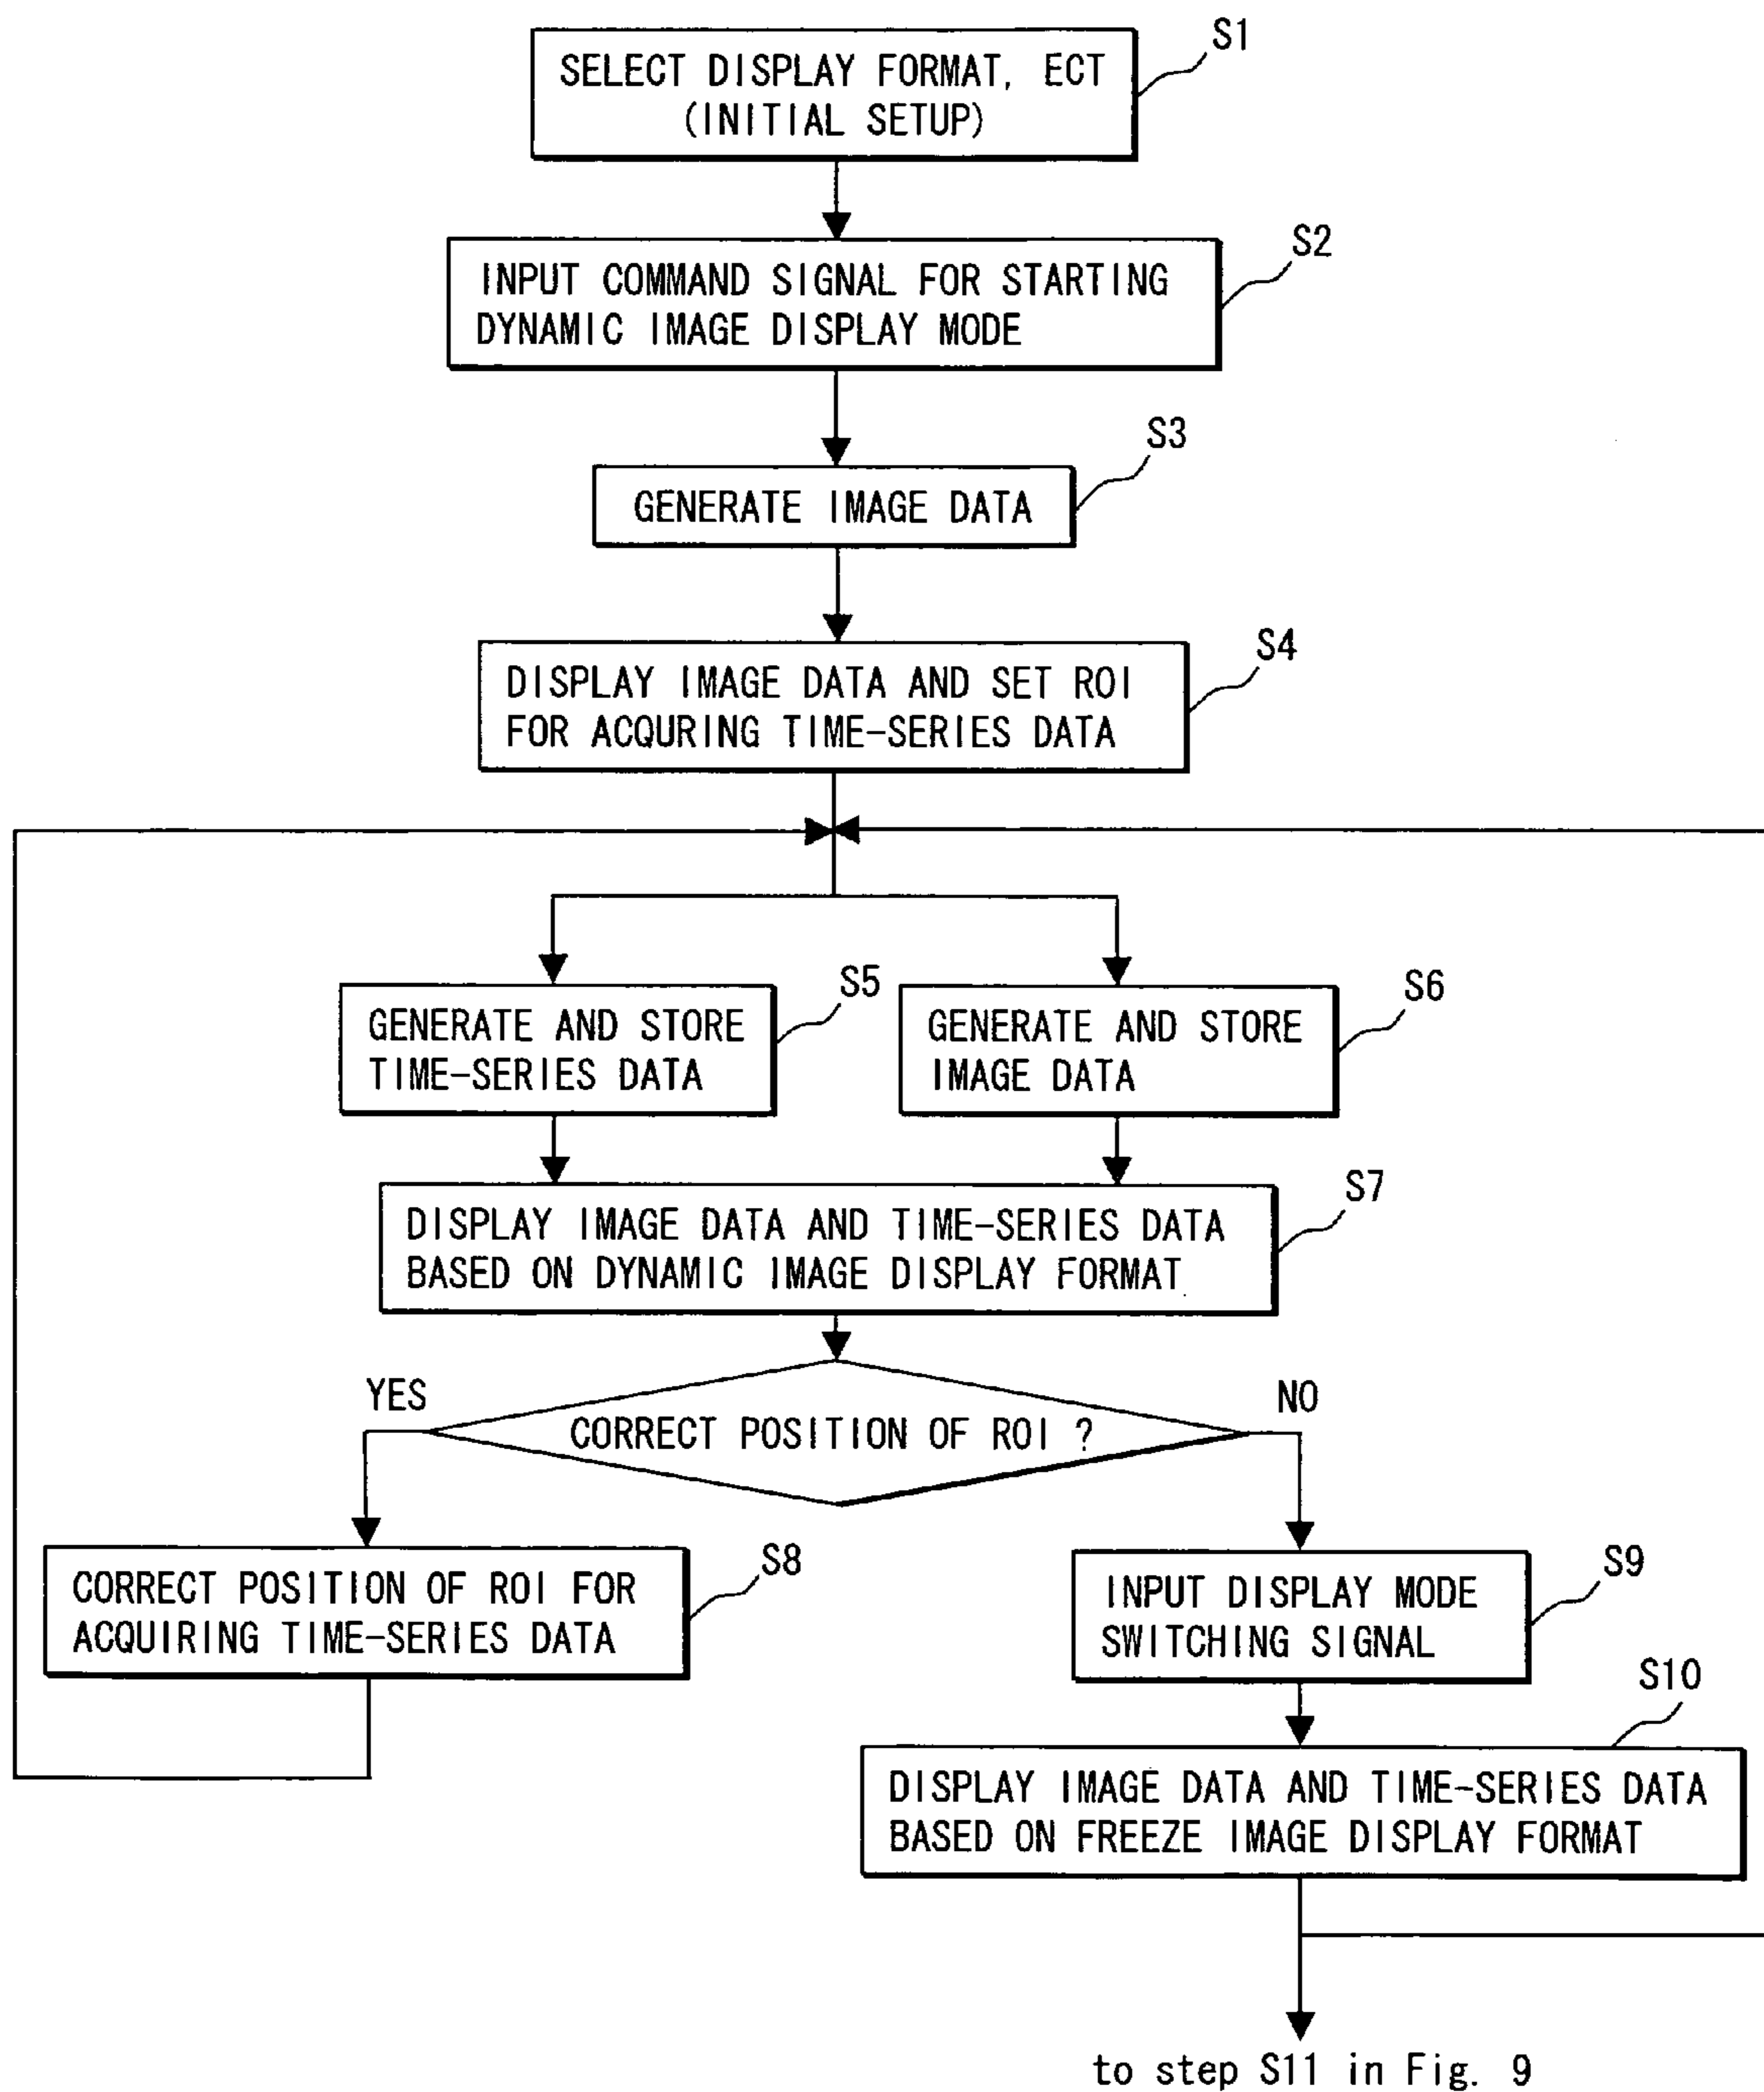 S1
SELECT DISPLAY FORMAT, ECT
(INITIAL SETUP)
S2
INPUT COMMAND SIGNAL FOR STARTING
DYNAMIC IMAGE DISPLAY MODE
S3
GENERATE IMAGE DATA
S4
DISPLAY IMAGE DATA AND SET ROI
FOR ACQURING TIME-SERIES DATA
S5
GENERATE AND STORE
TIME-SERIES DATA
S6
GENERATE AND STORE
IMAGE DATA
S7
DISPLAY IMAGE DATA AND TIME-SERIES DATA
BASED ON DYNAMIC IMAGE DISPLAY FORMAT
YES
NO
CORRECT POSITION OF ROI ?
S8
CORRECT POSITION OF ROI FOR
ACQUIRING TIME-SERIES DATA
S9
INPUT DISPLAY MODE
SWITCHING SIGNAL
S10
DISPLAY IMAGE DATA AND TIME-SERIES DATA
BASED ON FREEZE IMAGE DISPLAY FORMAT
to step S11 in Fig. 9